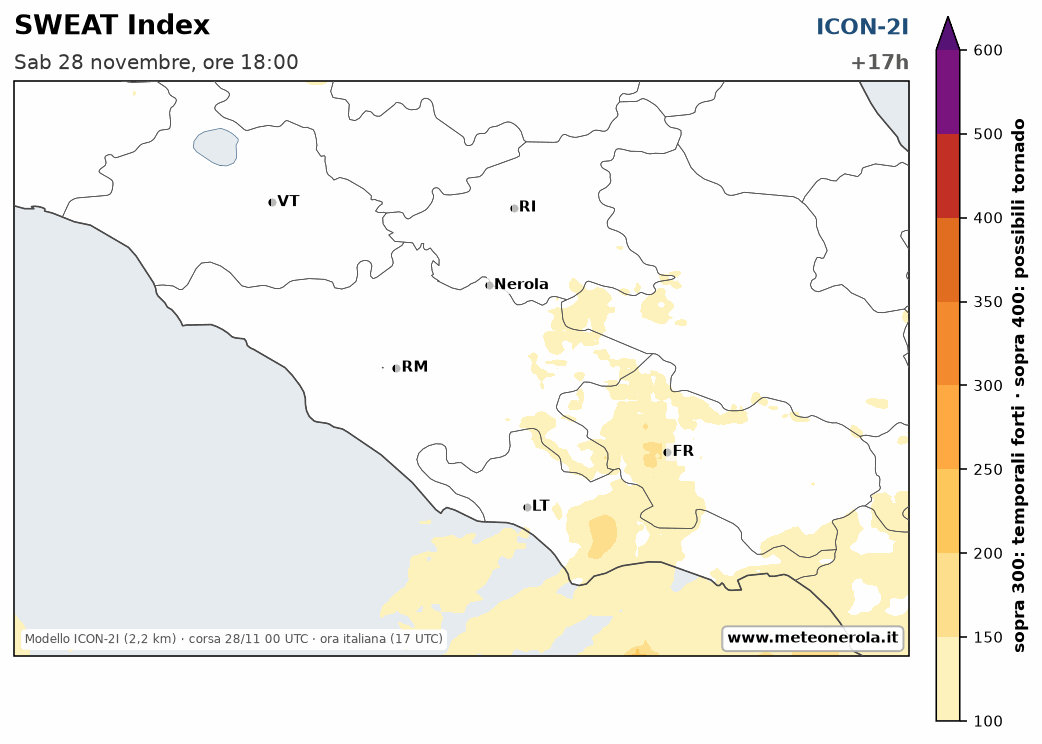 SWEAT Index
ICON-2I
Sab 28 novembre, ore 18:00
+17h
VT
RI
Nerola
RM
FR
LT
Modello ICON-2I (2,2 km) · corsa 28/11 00 UTC · ora italiana (17 UTC)
www.meteonerola.it
600
500
400
350
300
250
200
150
100
sopra 300: temporali forti · sopra 400: possibili tornado